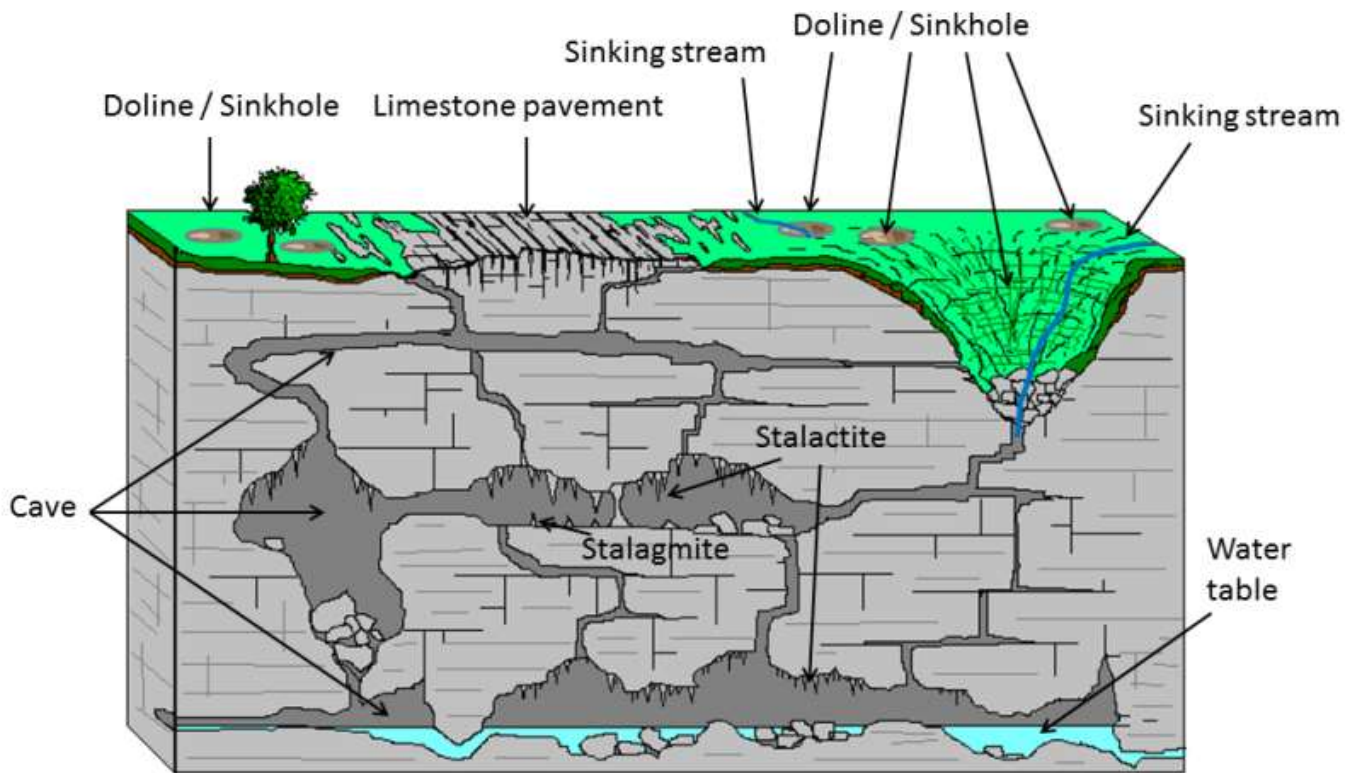 Doline / Sinkhole
Sinking stream
Doline / Sinkhole
Limestone pavement
Sinking stream
Stalactite
Cave
Stalagmite
Water
table